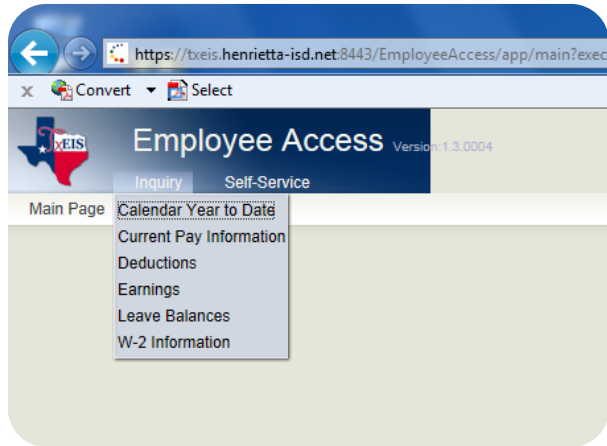 https://txeis.henrietta-isd.net:8443/EmployeeAccess/app/main?exec
x Convert Select
TXEIS Employee Access Version:1.3.0004
Inquiry Self-Service
Main Page Calendar Year to Date
Current Pay Information
Deductions
Earnings
Leave Balances
W-2 Information